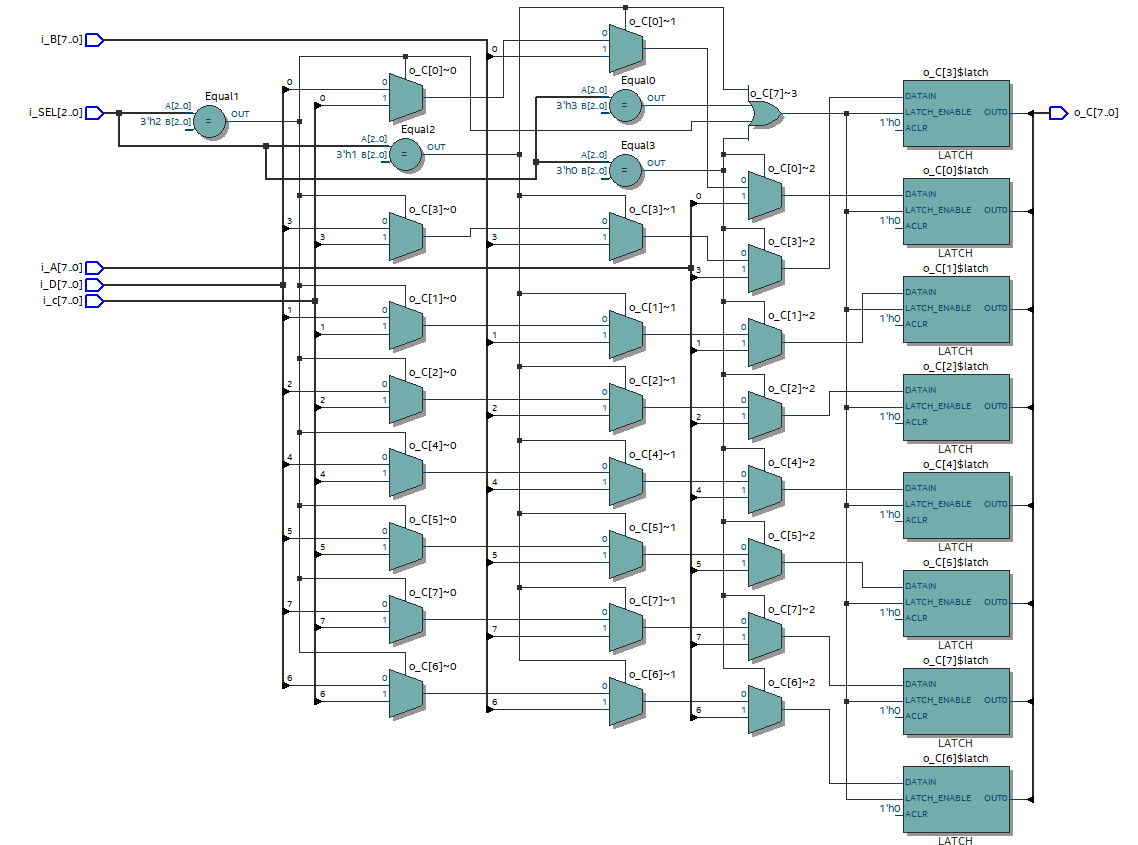 i_B[7..0]
i_SEL[2..0]
i_A[7..0]
i_D[7..0]
i_c[7..0]
Equal1
A[2..0]
3'h2 B[2..0]
=
OUT
Equal2
A[2..0]
3'h1 B[2..0]
=
OUT
Equal0
A[2..0]
3'h3 B[2..0]
=
OUT
Equal3
A[2..0]
3'h0 B[2..0]
=
OUT
o_C[0]~0
0
0
0
1
o_C[3]~0
3
0
3
1
o_C[1]~0
1
0
1
1
o_C[2]~0
2
0
2
1
o_C[4]~0
4
0
4
1
o_C[5]~0
5
0
5
1
o_C[7]~0
7
0
7
1
o_C[6]~0
6
0
6
1
o_C[0]~1
0
0
1
o_C[3]~1
0
3
1
o_C[1]~1
0
1
1
o_C[2]~1
0
2
1
o_C[4]~1
0
4
1
o_C[5]~1
0
5
1
o_C[7]~1
0
7
1
o_C[6]~1
0
6
1
o_C[7]~3
o_C[0]~2
0
0
1
o_C[3]~2
0
3
1
o_C[1]~2
0
1
1
o_C[2]~2
0
2
1
o_C[4]~2
0
4
1
o_C[5]~2
0
5
1
o_C[7]~2
0
7
1
o_C[6]~2
0
6
1
o_C[3]$latch
DATAIN
LATCH_ENABLE OUT0
1'h0 ACLR
LATCH
o_C[0]$latch
DATAIN
LATCH_ENABLE OUT0
1'h0 ACLR
LATCH
o_C[1]$latch
DATAIN
LATCH_ENABLE OUT0
1'h0 ACLR
LATCH
o_C[2]$latch
DATAIN
LATCH_ENABLE OUT0
1'h0 ACLR
LATCH
o_C[4]$latch
DATAIN
LATCH_ENABLE OUT0
1'h0 ACLR
LATCH
o_C[5]$latch
DATAIN
LATCH_ENABLE OUT0
1'h0 ACLR
LATCH
o_C[7]$latch
DATAIN
LATCH_ENABLE OUT0
1'h0 ACLR
LATCH
o_C[6]$latch
DATAIN
LATCH_ENABLE OUT0
1'h0 ACLR
LATCH
o_C[7..0]